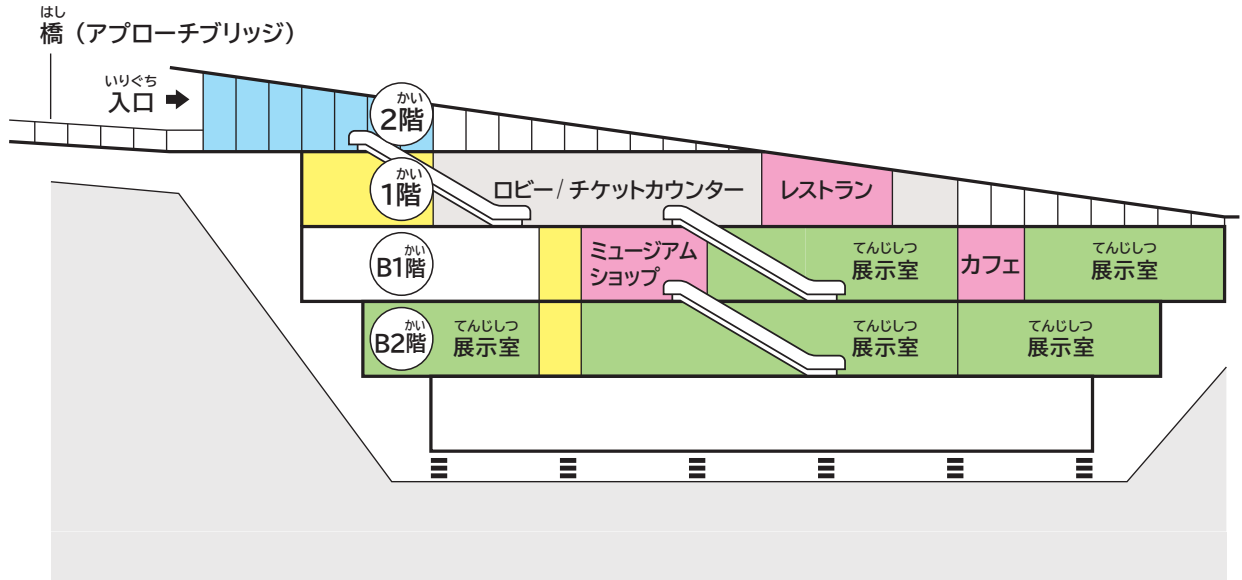 はし
橋（アプローチブリッジ）
いりぐち
入口
かい
2階
かい
1階
ロビー/チケットカウンター
レストラン
かい
B1階
ミュージアム
ショップ
てんじしつ
展示室
カフェ
てんじしつ
展示室
かい
B2階
てんじしつ
展示室
てんじしつ
展示室
てんじしつ
展示室